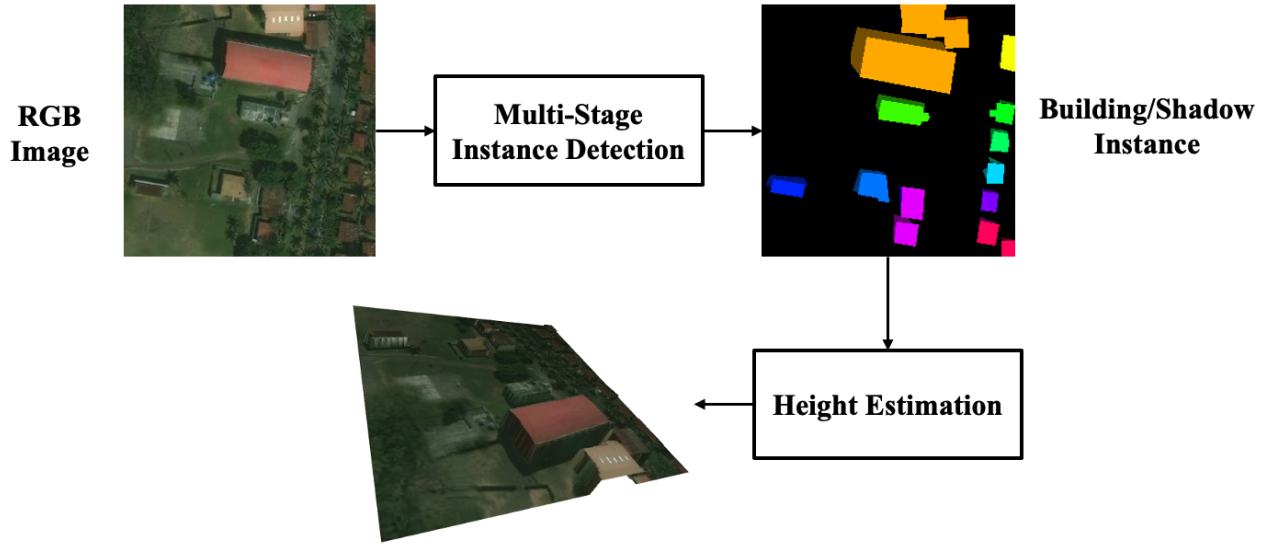 RGB
Image
Multi-Stage
Instance Detection
Building/Shadow
Instance
Height Estimation